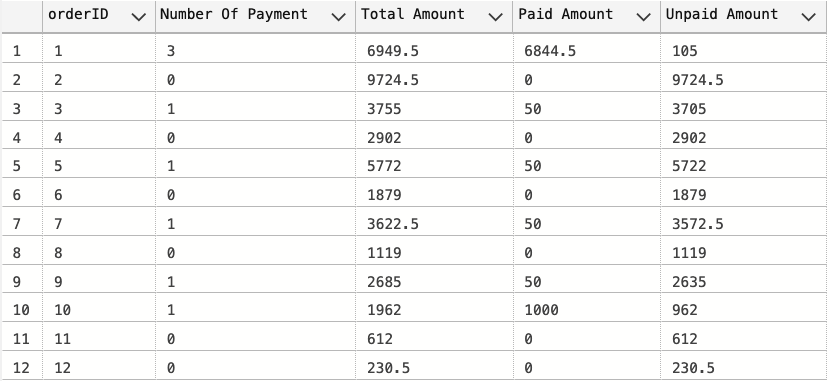 orderID Number Of Payment Total Amount Paid Amount Unpaid Amount
1 1 3 6949.5 6844.5 105
2 2 0 9724.5 0 9724.5
3 3 1 3755 50 3705
4 4 0 2902 0 2902
5 5 1 5772 50 5722
6 6 0 1879 0 1879
7 7 1 3622.5 50 3572.5
8 8 0 1119 0 1119
9 9 1 2685 50 2635
10 10 1 1962 1000 962
11 11 0 612 0 612
12 12 0 230.5 0 230.5